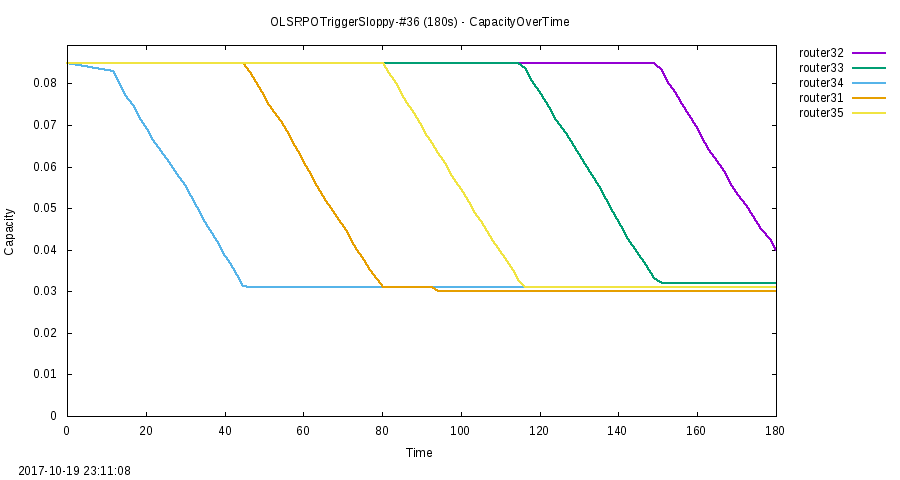 OLSRPOTriggerSloppy-#36 (180s) - CapacityOverTime
router32
router33
router34
router31
router35
0.08
0.07
0.06
0.05
0.04
0.03
0.02
0.01
0
Capacity
0 20 40 60 80 100 120 140 160 180
Time
2017-10-19 23:11:08